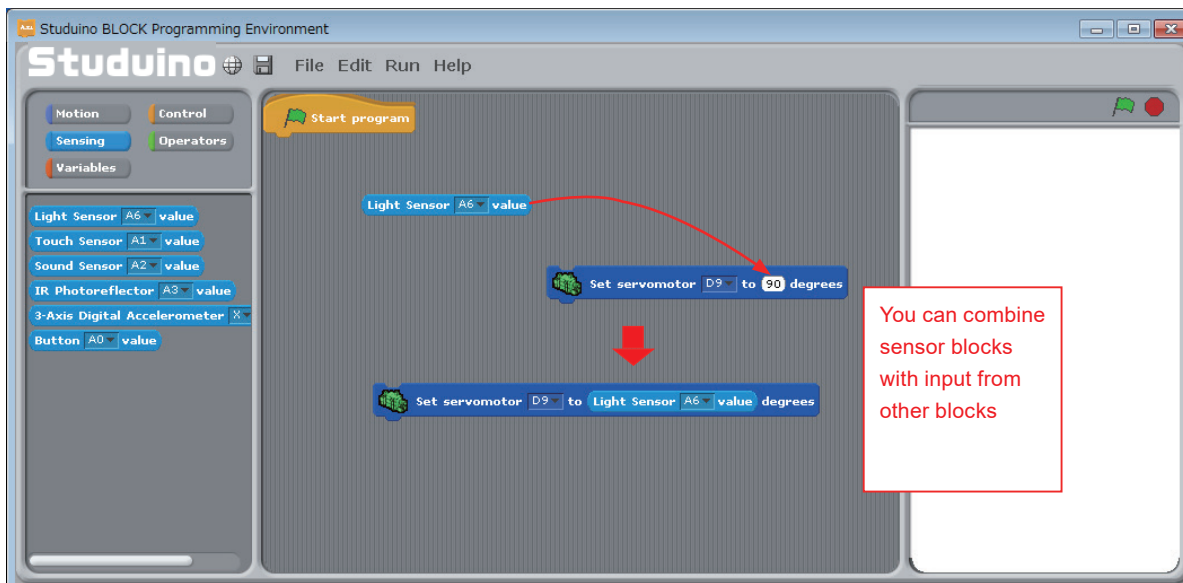 Studuino BLOCK Programming Environment
Studuino File Edit Run Help
Motion Control
Sensing Operators
Variables
Light Sensor A6 value
Touch Sensor A1 value
Sound Sensor A2 value
IR Photoreflector A3 value
3-Axis Digital Accelerometer X
Button A0 value
Start program
Light Sensor A6 value
Set servomotor D9 to 90 degrees
Set servomotor D9 to Light Sensor A6 value degrees
You can combine
sensor blocks
with input from
other blocks